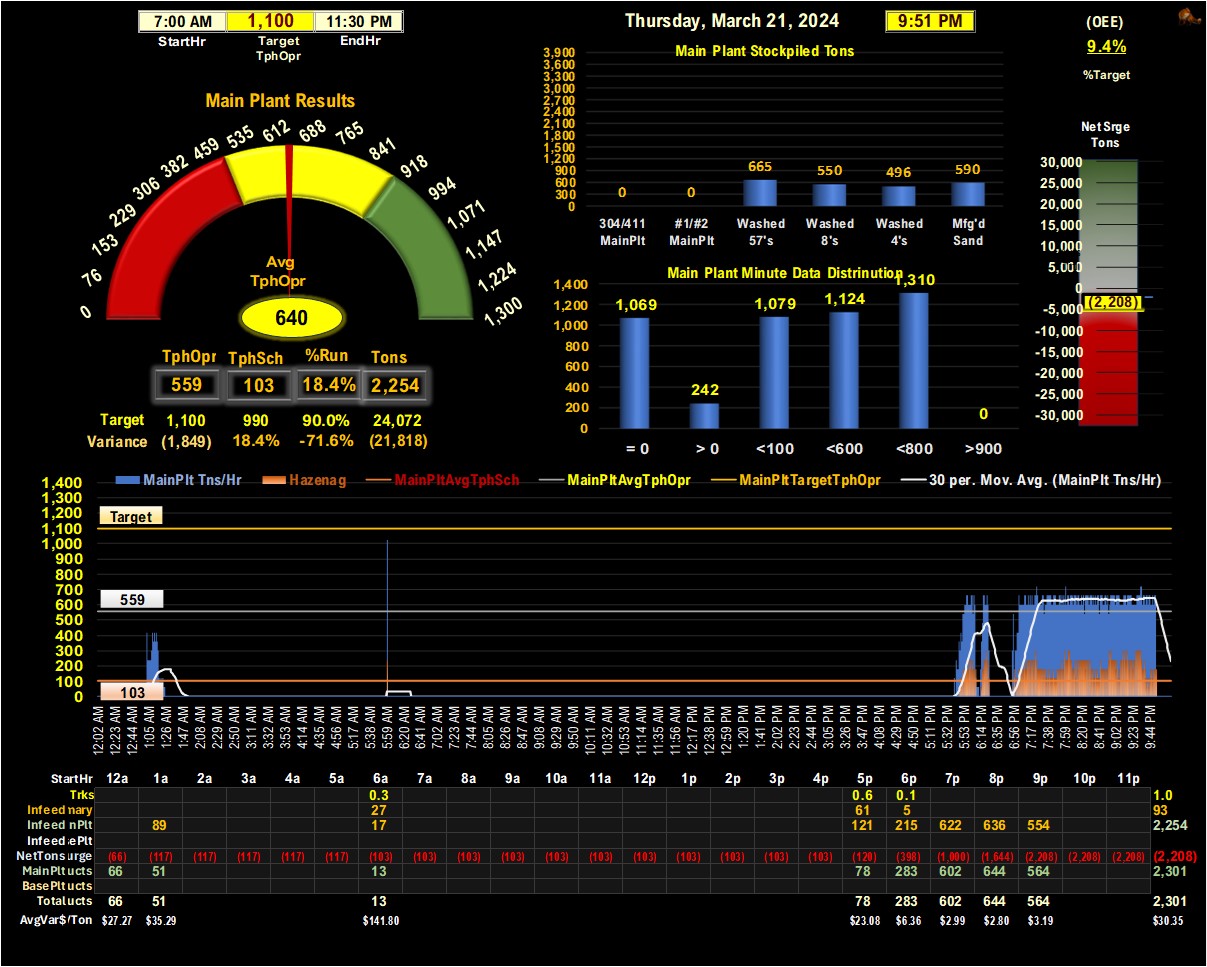 7:00 AM 1,100 11:30 PM
StartHr Target TphOpr EndHr
Thursday, March 21, 2024 9:51 PM
(OEE)
9.4%
%Target
Main Plant Results
0 76 153 229 306 382 459 535 612 688 765 841 918 994 1,071 1,147 1,224 1,300
Avg
TphOpr
640
TphOpr TphSch %Run Tons
559 103 18.4% 2,254
Target 1,100 990 90.0% 24,072
Variance (1,849) 18.4% -71.6% (21,818)
Main Plant Stockpiled Tons
3,900
3,600
3,300
3,000
2,700
2,400
2,100
1,800
1,500
1,200
900
600
300
0
0 0 665 550 496 590
304/411 #1/#2 Washed Washed Washed Mfg'd
MainPlt MainPlt 57's 8's 4's Sand
Main Plant Minute Data Distrinution
1,400
1,200
1,000
800
600
400
200
0
1,069 242 1,079 1,124 1,310 0
= 0 > 0 <100 <600 <800 >900
Net Srge
Tons
30,000
25,000
20,000
15,000
10,000
5,000
0
(2,208)
-5,000
-10,000
-15,000
-20,000
-25,000
-30,000
MainPlt Tns/Hr Hazenag MainPltAvgTphSch MainPltAvgTphOpr MainPltTargetTphOpr 30 per. Mov. Avg. (MainPlt Tns/Hr)
1,400
1,300
1,200
1,100
1,000
900
800
700
600
500
400
300
200
100
0
Target
559
103
12:02 AM 12:23 AM 12:44 AM 1:05 AM 1:26 AM 1:47 AM 2:08 AM 2:29 AM 2:50 AM 3:11 AM 3:32 AM 3:53 AM 4:14 AM 4:35 AM 4:56 AM 5:17 AM 5:38 AM 5:59 AM 6:20 AM 6:41 AM 7:02 AM 7:23 AM 7:44 AM 8:05 AM 8:26 AM 8:47 AM 9:08 AM 9:29 AM 9:50 AM 10:11 AM 10:32 AM 10:53 AM 11:14 AM 11:35 AM 11:56 AM 12:17 PM 12:38 PM 12:59 PM 1:20 PM 1:41 PM 2:02 PM 2:23 PM 2:44 PM 3:05 PM 3:26 PM 3:47 PM 4:08 PM 4:29 PM 4:50 PM 5:11 PM 5:32 PM 5:53 PM 6:14 PM 6:35 PM 6:56 PM 7:17 PM 7:38 PM 7:59 PM 8:20 PM 8:41 PM 9:02 PM 9:23 PM 9:44 PM
StartHr 12a 1a 2a 3a 4a 5a 6a 7a 8a 9a 10a 11a 12p 1p 2p 3p 4p 5p 6p 7p 8p 9p 10p 11p
Trks 0.3 0.6 0.1 1.0
Infeed nary 27 61 5 93
Infeed nPlt 89 17 121 215 622 636 554 2,254
Infeed ePlt
NetTons urge (66) (117) (117) (117) (117) (117) (103) (103) (103) (103) (103) (103) (103) (103) (103) (103) (103) (120) (398) (1,000) (1,644) (2,208) (2,208) (2,208) (2,208)
MainPlt ucts 66 51 13 78 283 602 644 564 2,301
BasePlt ucts
Total ucts 66 51 13 78 283 602 644 564 2,301
AvgVar$/Ton $27.27 $35.29 $141.80 $23.08 $6.36 $2.99 $2.80 $3.19 $30.35